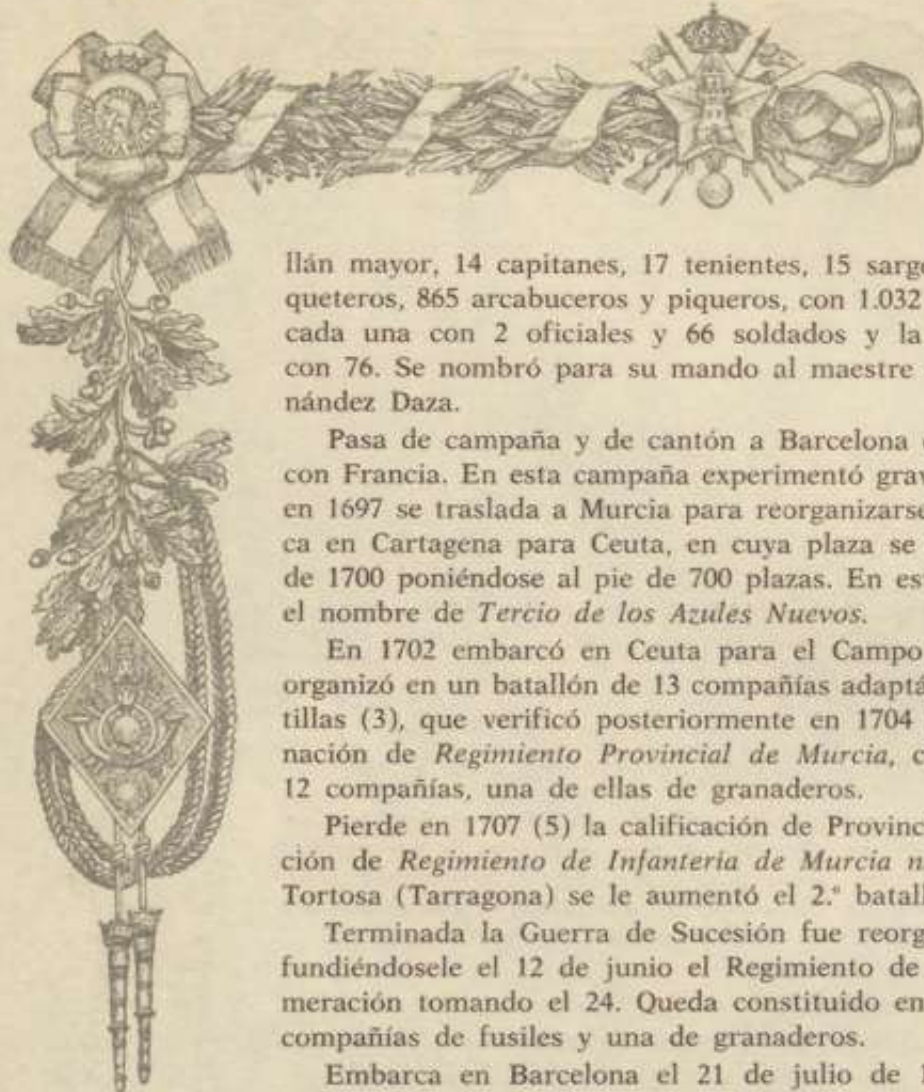 llán mayor, 14 capitanes, 17 tenientes, 15 sarge
queteros, 865 arcabuceros y piqueros, con 1.032
cada una con 2 oficiales y 66 soldados y la
con 76. Se nombró para su mando al maestre
nández Daza.
Pasa de campaña y de cantón a Barcelona
con Francia. En esta campaña experimentó grav
en 1697 se traslada a Murcia para reorganizarse
ca en Cartagena para Ceuta, en cuya plaza se
de 1700 poniéndose al pie de 700 plazas. En es
el nombre de Tercio de los Azules Nuevos.
En 1702 embarcó en Ceuta para el Campo
organizó en un batallón de 13 compañías adaptá
tillas (3), que verificó posteriormente en 1704
nación de Regimiento Provincial de Murcia, c
12 compañías, una de ellas de granaderos.
Pierde en 1707 (5) la calificación de Provinc
ción de Regimiento de Infantería de Murcia n
Tortosa (Tarragona) se le aumentó el 2.º batall
Terminada la Guerra de Sucesión fue reorg
fundiéndosele el 12 de junio el Regimiento de
meración tomando el 24. Queda constituido en
compañías de fusiles y una de granaderos.
Embarca en Barcelona el 21 de julio de